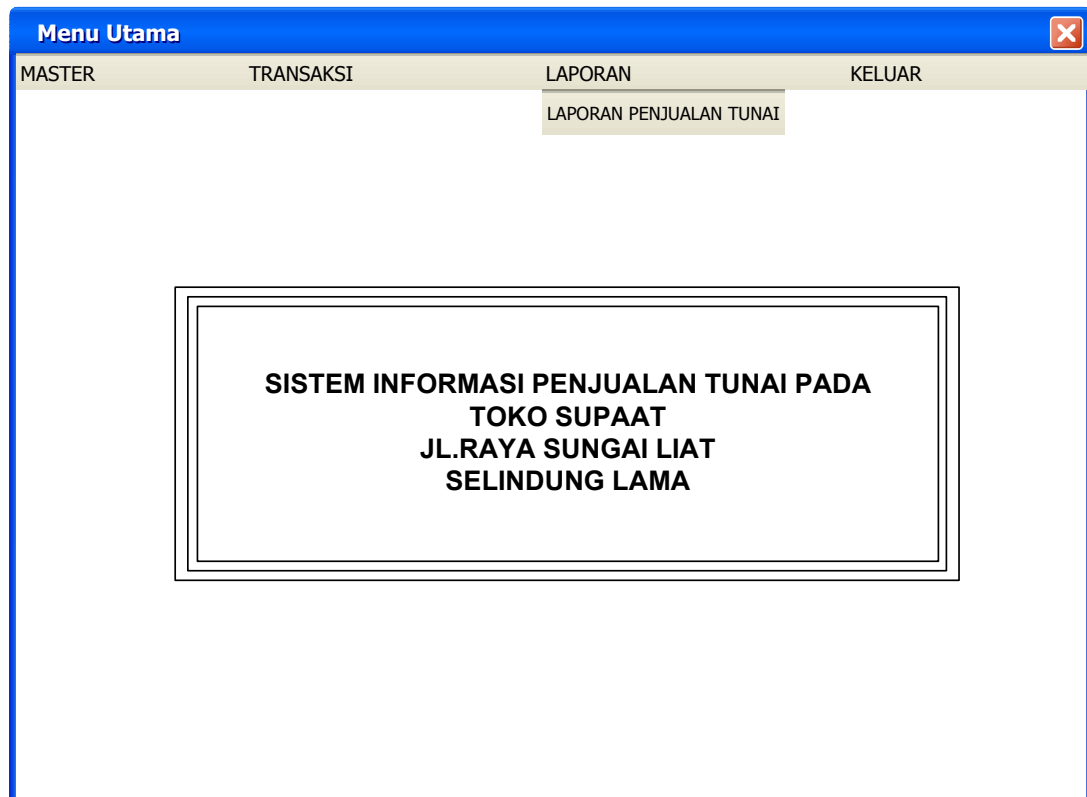 Menu Utama
MASTER TRANSAKSI LAPORAN KELUAR
LAPORAN PENJUALAN TUNAI
SISTEM INFORMASI PENJUALAN TUNAI PADA
TOKO SUPAAT
JL.RAYA SUNGAI LIAT
SELINDUNG LAMA